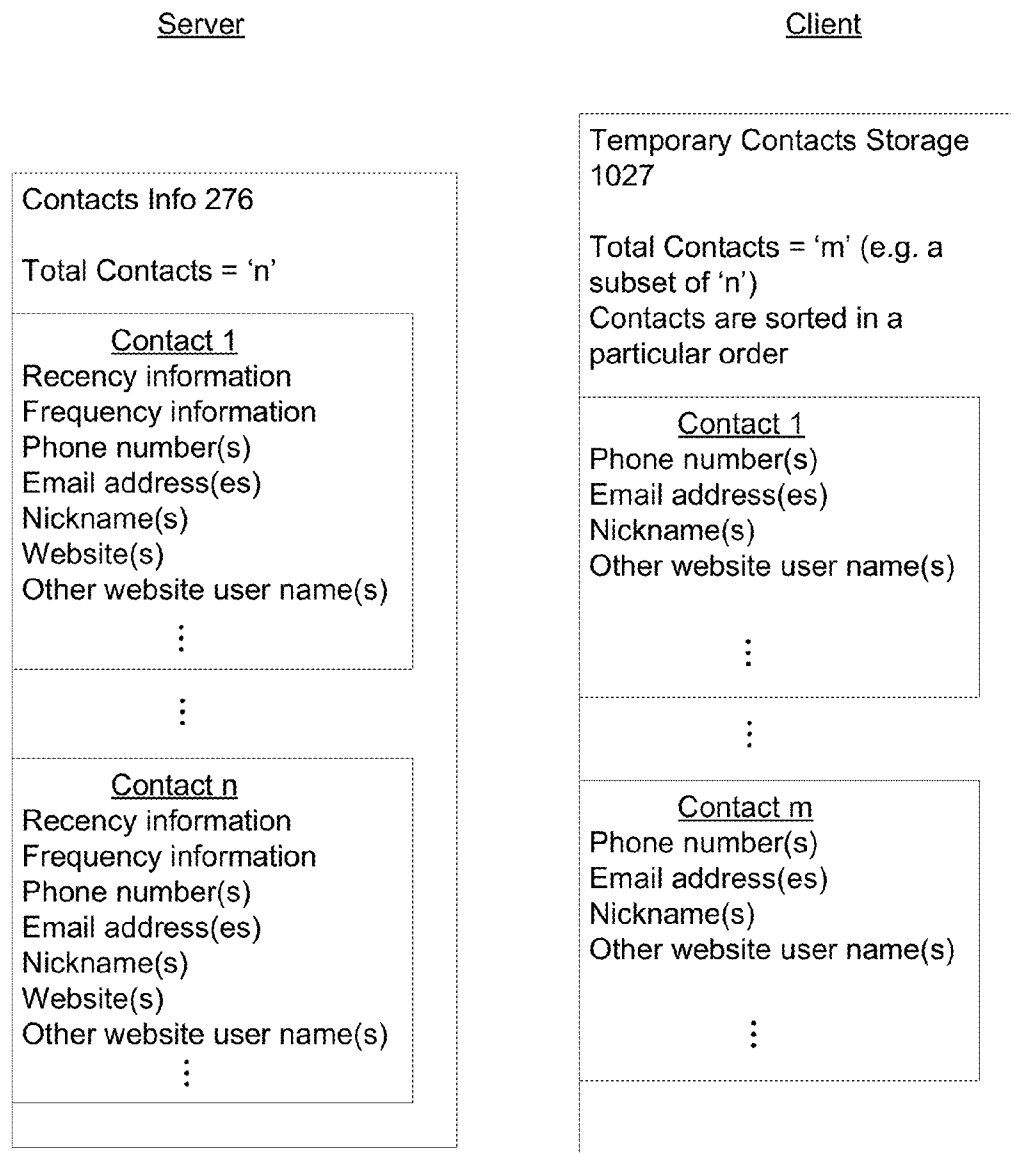 Server
Contacts Info 276
Total Contacts = ‘n’
Contact 1
Recency information
Frequency information
Phone number(s)
Email address(es)
Nickname(s)
Website(s)
Other website user name(s)
⋮
⋮
Contact n
Recency information
Frequency information
Phone number(s)
Email address(es)
Nickname(s)
Website(s)
Other website user name(s)
⋮
Client
Temporary Contacts Storage
1027
Total Contacts = ‘m’ (e.g. a
subset of ‘n’)
Contacts are sorted in a
particular order
Contact 1
Phone number(s)
Email address(es)
Nickname(s)
Other website user name(s)
⋮
⋮
Contact m
Phone number(s)
Email address(es)
Nickname(s)
Other website user name(s)
⋮